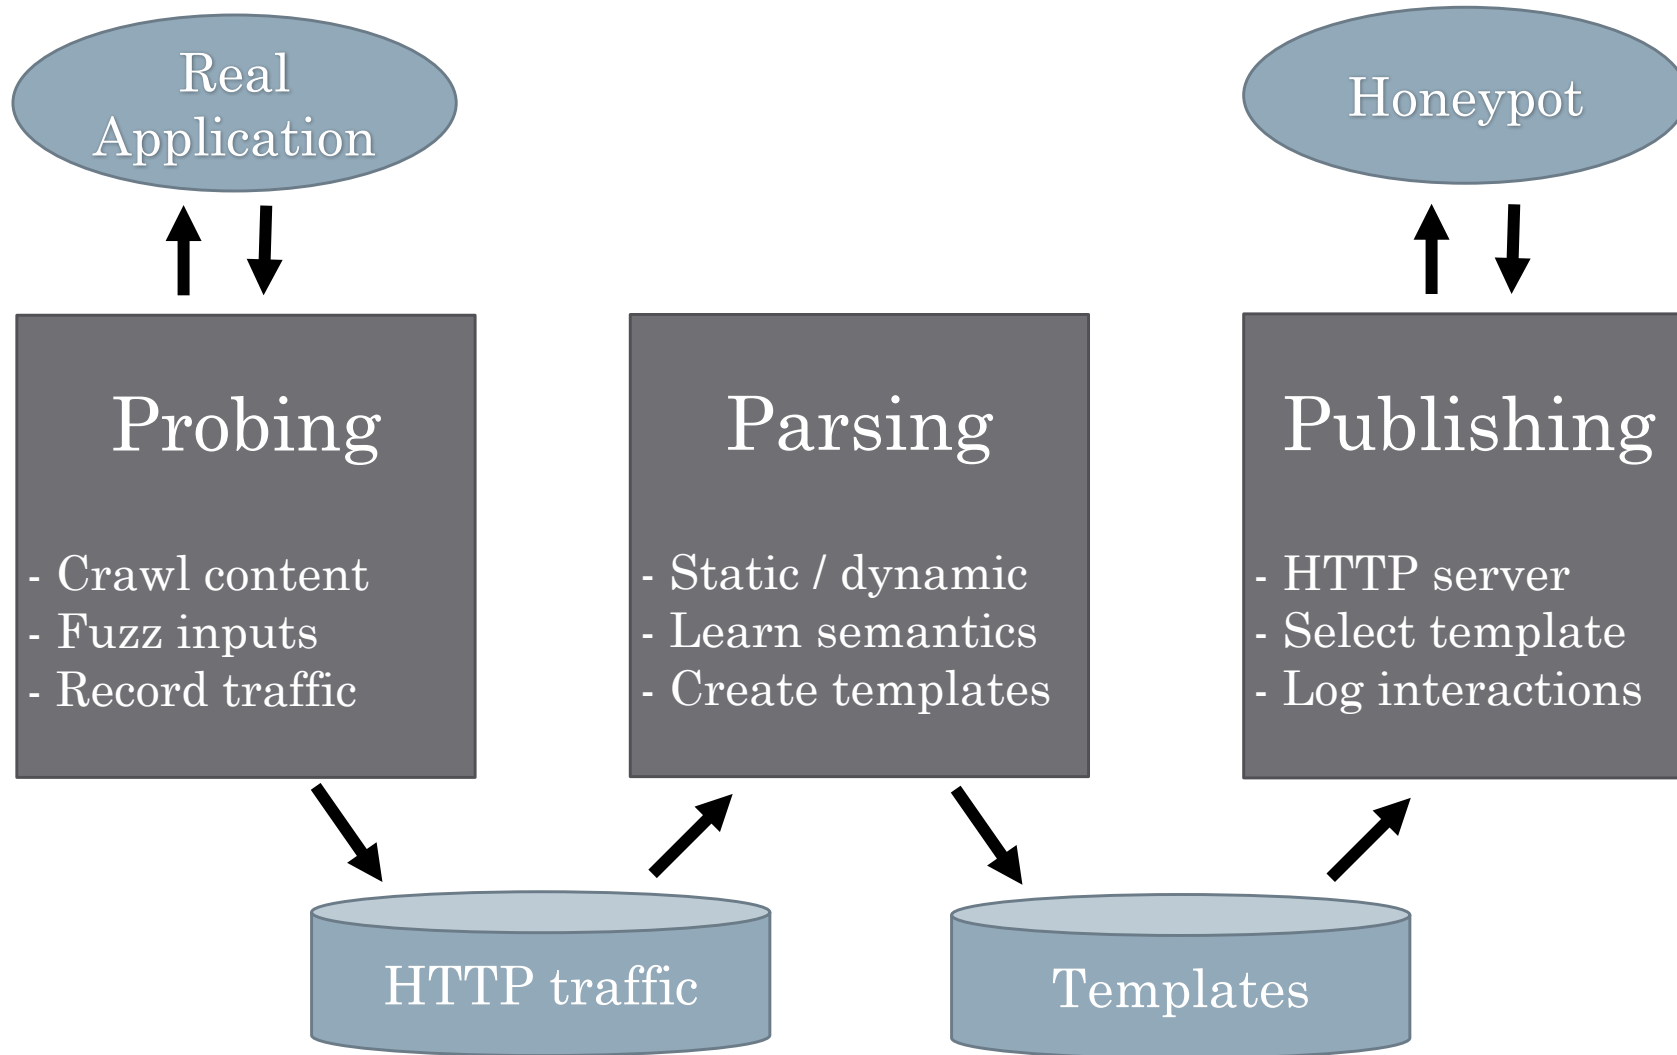 Real
Application
Honeypot
Probing
- Crawl content
- Fuzz inputs
- Record traffic
Parsing
- Static / dynamic
- Learn semantics
- Create templates
Publishing
- HTTP server
- Select template
- Log interactions
HTTP traffic
Templates